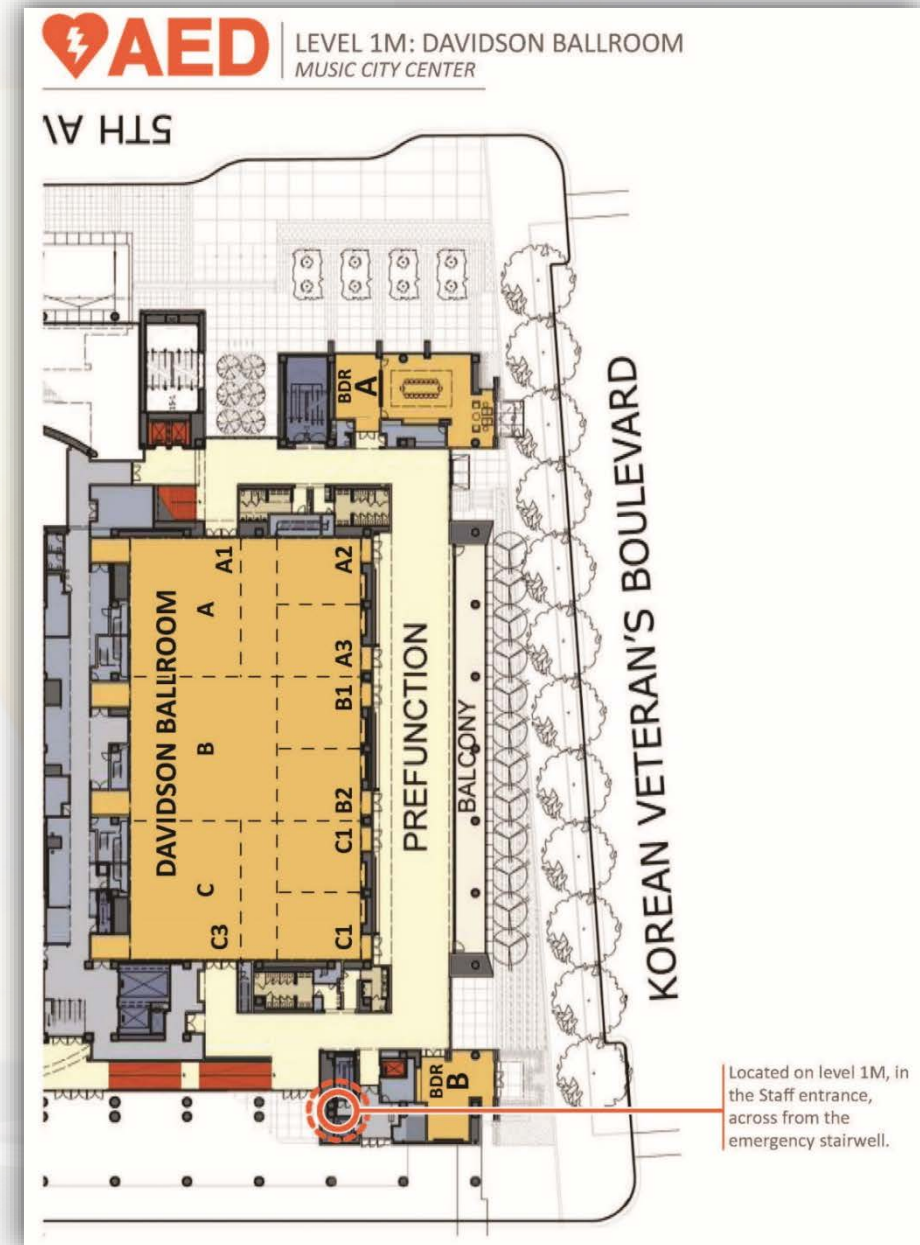 AED
LEVEL 1M: DAVIDSON BALLROOM
MUSIC CITY CENTER
5TH AV
BDR
A
DAVIDSON BALLROOM
A1
A2
A
A3
B1
B
B2
C1
C
C3
C1
PREFUNCTION
BALCONY
KOREAN VETERAN'S BOULEVARD
BDR
B
Located on level 1M, in
the Staff entrance,
across from the
emergency stairwell.